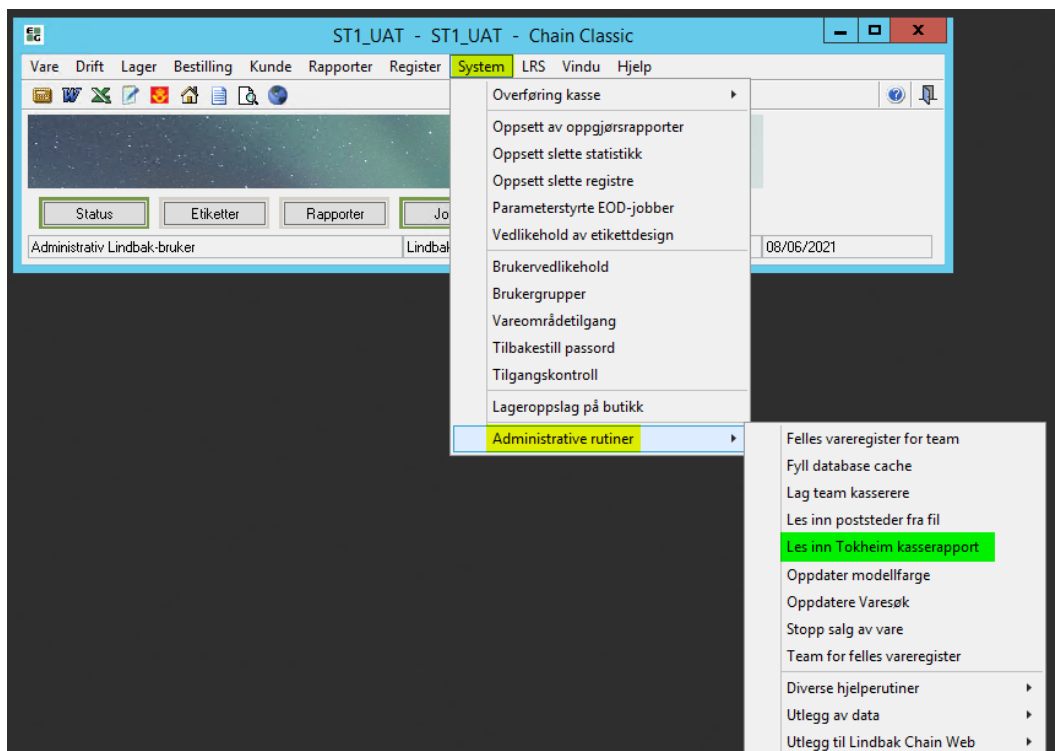 EG
ST1_UAT - ST1_UAT - Chain Classic
Vare Drift Lager Bestilling Kunde Rapporter Register System LRS Vindu Hjelp
Overføring kasse
Oppsett av oppgjørsrapporter
Oppsett slette statistikk
Oppsett slette registre
Parameterstyrte EOD-jobber
Vedlikehold av etikettdesign
Brukervedlikehold
Brukergrupper
Vareområdetilgang
Tilbakestill passord
Tilgangskontroll
Lageroppslag på butikk
Administrative rutiner
Status Etiketter Rapporter Jo
Administrativ Lindbak-bruker Lindbak 08/06/2021
Felles vareregister for team
Fyll database cache
Lag team kasserere
Les inn poststeder fra fil
Les inn Tokheim kasserapport
Oppdater modellfarge
Oppdatere Varesøk
Stopp salg av vare
Team for felles vareregister
Diverse hjelperutiner
Utlegg av data
Utlegg til Lindbak Chain Web